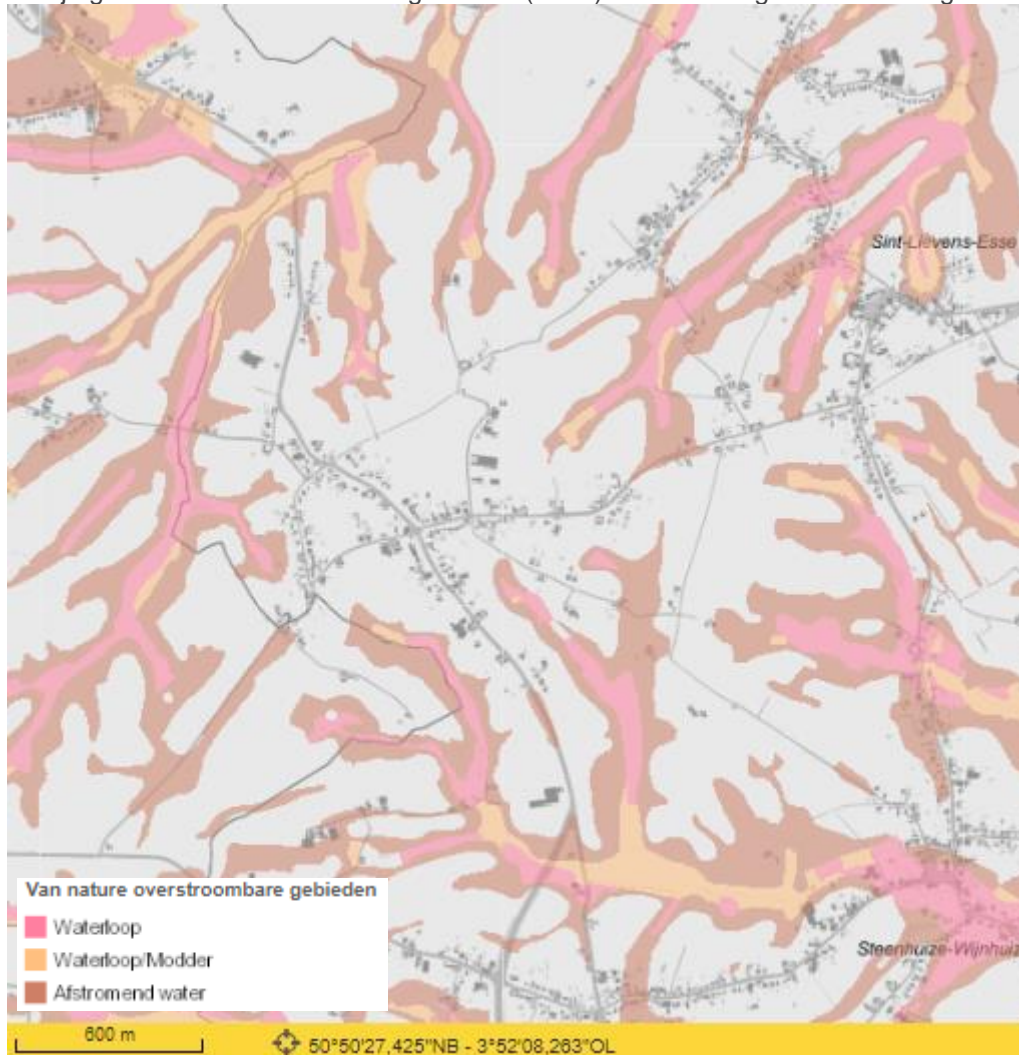 Sint-Lievens-Esse
Van nature overstroombare gebieden
Waterloop
Waterloop/Modder
Afstromend water
Steenhuize-Wijnhuiz
600 m
50°50'27,425"NB - 3°52'08,263"OL